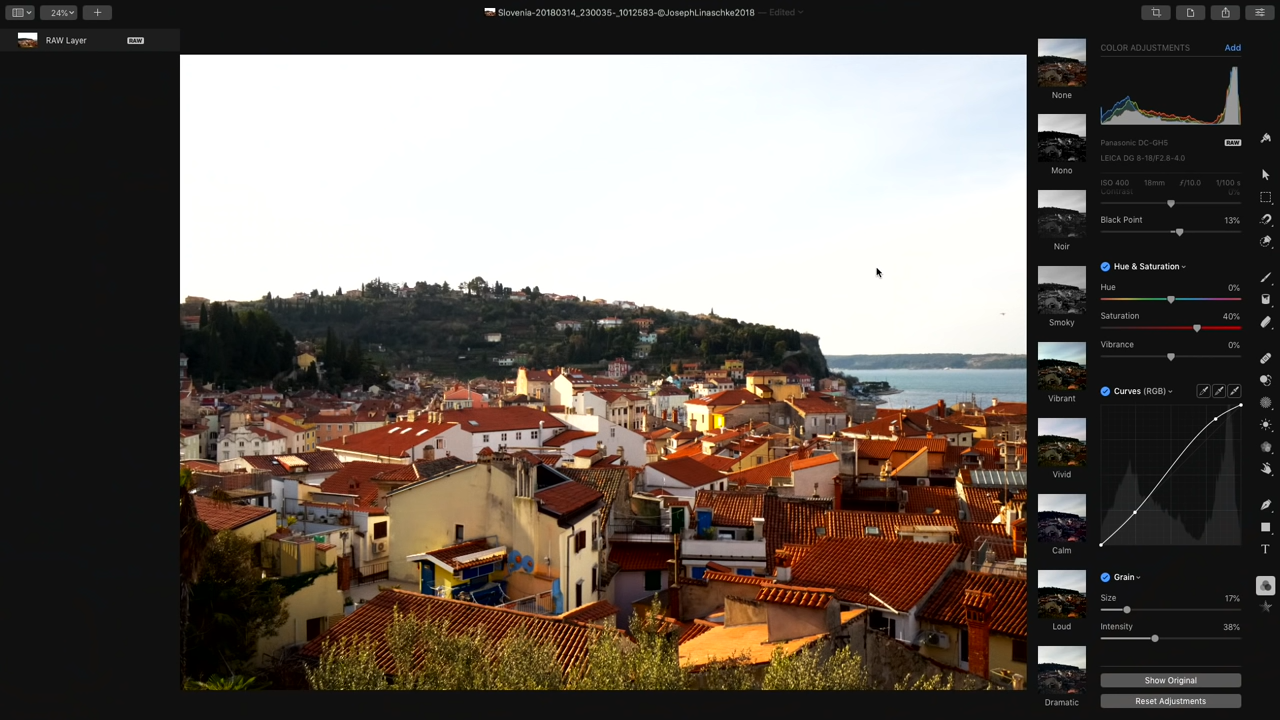 24%
Slovenia-20180314_230035-_1012583-©JosephLinaschke2018 — Edited
RAW Layer RAW
None
Mono
Noir
Smoky
Vibrant
Vivid
Calm
Loud
Dramatic
COLOR ADJUSTMENTS Add
Panasonic DC-GH5 RAW
LEICA DG 8-18/F2.8-4.0
ISO 400 18mm ƒ/10.0 1/100 s
Contrast 0%
Black Point 13%
Hue & Saturation
Hue 0%
Saturation 40%
Vibrance 0%
Curves (RGB)
Grain
Size 17%
Intensity 38%
Show Original
Reset Adjustments
T